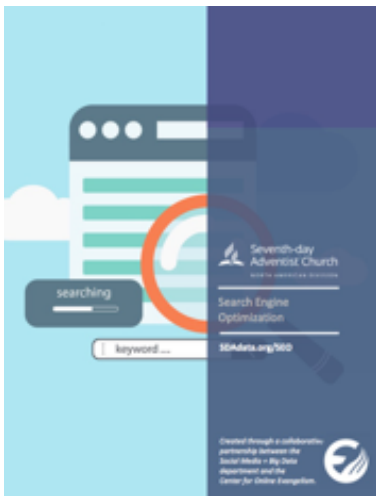 searching
keyword ...
Seventh-day
Adventist Church
NORTH AMERICAN DIVISION
Search Engine
Optimization
SDAdata.org/SEO
Created through a collaborative
partnership between the
Social Media + Big Data
department and the
Center for Online Evangelism.